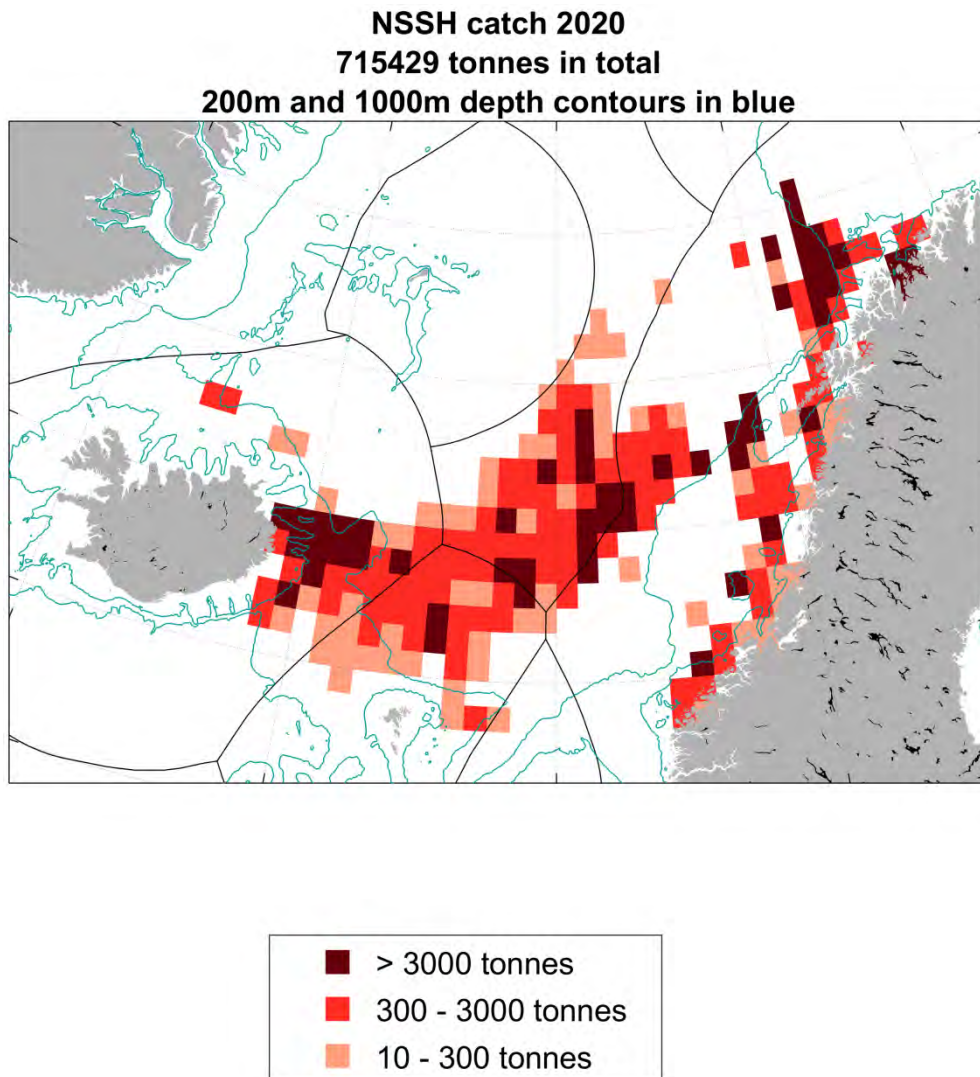 NSSH catch 2020
715429 tonnes in total
200m and 1000m depth contours in blue
> 3000 tonnes
300 - 3000 tonnes
10 - 300 tonnes